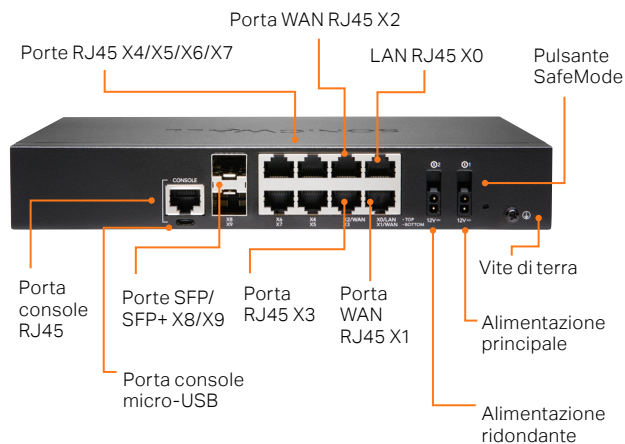 Porta WAN RJ45 X2
Porte RJ45 X4/X5/X6/X7
LAN RJ45 X0
Pulsante
SafeMode
CONSOLE
X8
X9
X6
X7
X4
X5
X2/WAN
X3
X0/LAN
X1/WAN
-TOP
-BOTTOM
2
1
12V
12V
Porta
console
RJ45
Porte SFP/
SFP+ X8/X9
Porta
RJ45 X3
Porta
WAN
RJ45 X1
Vite di terra
Alimentazione
principale
Porta console
micro-USB
Alimentazione
ridondante